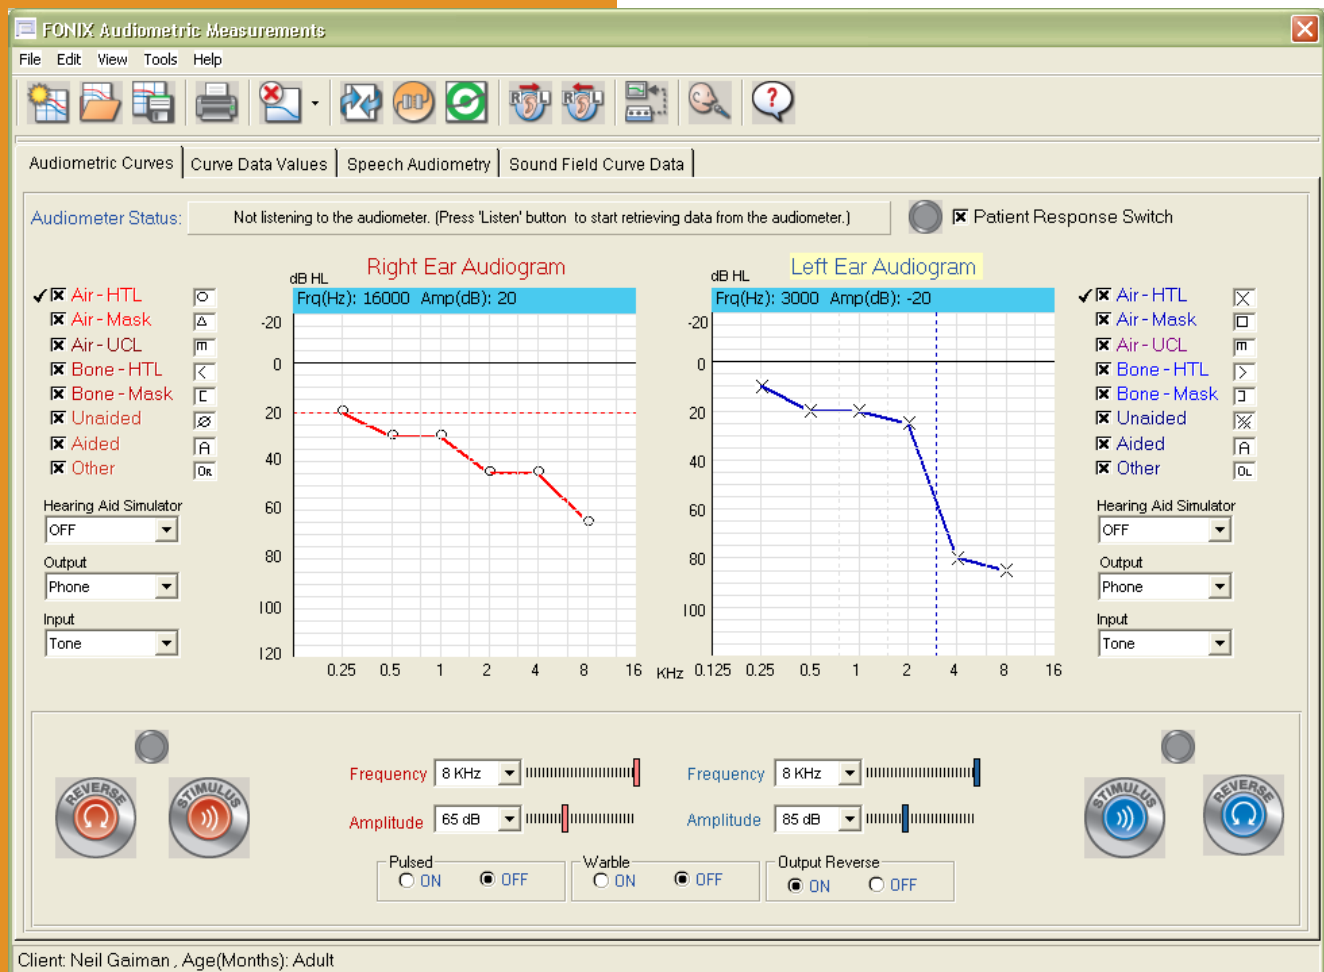 FONIX Audiometric Measurements
File Edit View Tools Help
Audiometric Curves Curve Data Values Speech Audiometry Sound Field Curve Data
Audiometer Status: Not listening to the audiometer. (Press 'Listen' button to start retrieving data from the audiometer.) Patient Response Switch
Right Ear Audiogram Left Ear Audiogram
dB HL dB HL
Frq(Hz): 16000 Amp(dB): 20 Frq(Hz): 3000 Amp(dB): -20
Air - HTL
Air - Mask
Air - UCL
Bone - HTL
Bone - Mask
Unaided
Aided A
Other OR
Hearing Aid Simulator
OFF
Output
Phone
Input
Tone
-20
0
20
40
60
80
100
120
0.25 0.5 1 2 4 8 16 KHz
-20
0
20
40
60
80
100
0.125 0.25 0.5 1 2 4 8 16
Air - HTL
Air - Mask
Air - UCL
Bone - HTL
Bone - Mask
Unaided
Aided A
Other OL
Hearing Aid Simulator
OFF
Output
Phone
Input
Tone
REVERSE STIMULUS
Frequency 8 KHz Frequency 8 KHz
Amplitude 65 dB Amplitude 85 dB
Pulsed Warble Output Reverse
ON OFF ON OFF ON OFF
STIMULUS REVERSE
Client: Neil Gaiman , Age(Months): Adult